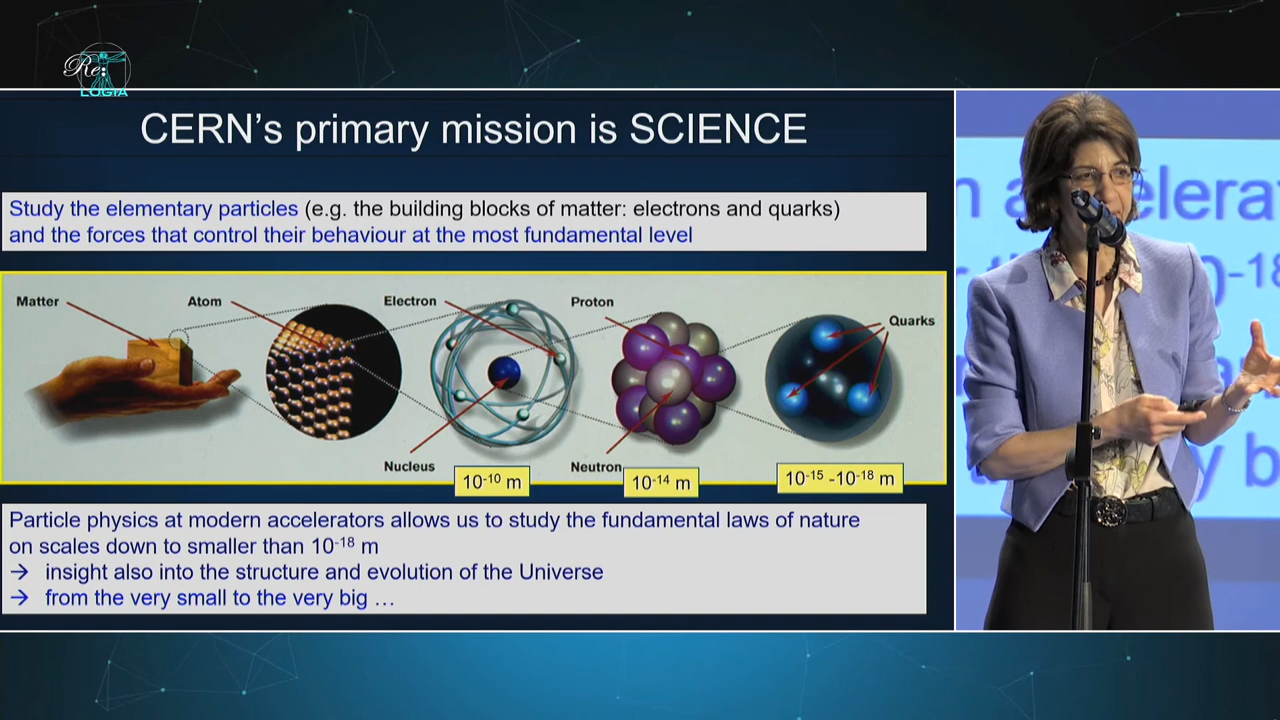 Re:
LOGIA
CERN’s primary mission is SCIENCE
Study the elementary particles (e.g. the building blocks of matter: electrons and quarks)
and the forces that control their behaviour at the most fundamental level
Matter
Atom
Electron
Proton
Quarks
Nucleus
Neutron
10-10 m
10-14 m
10-15 -10-18 m
Particle physics at modern accelerators allows us to study the fundamental laws of nature
on scales down to smaller than 10-18 m
→ insight also into the structure and evolution of the Universe
→ from the very small to the very big …